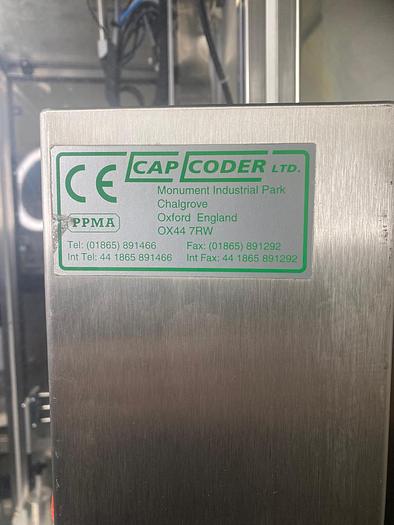 CE CAP CODER LTD.
Monument Industrial Park
Chalgrove
PPMA Oxford England
OX44 7RW
Tel: (01865) 891466 Fax: (01865) 891292
Int Tel: 44 1865 891466 Int Fax: 44 1865 891292